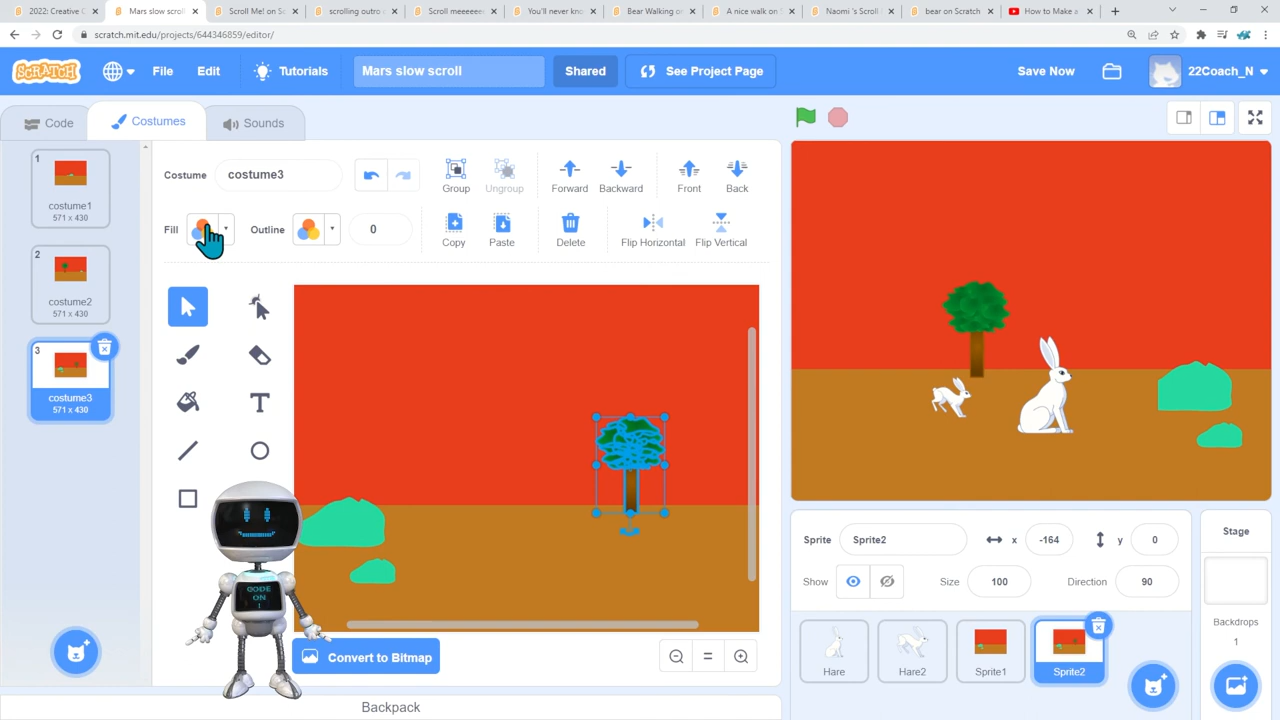 2022: Creative C
Mars slow scroll
Scroll Me! on Sc
scrolling outro c
Scroll meeeeee
You'll never kno
Bear Walking on
A nice walk on S
Naomi 's Scroll
bear on Scratch
How to Make a
scratch.mit.edu/projects/644346859/editor/
SCRATCH
File
Edit
Tutorials
Mars slow scroll
Shared
See Project Page
Save Now
22Coach_N
Code
Costumes
Sounds
1
costume1
571 x 430
2
costume2
571 x 430
3
costume3
571 x 430
Costume
costume3
Group
Ungroup
Forward
Backward
Front
Back
Fill
Outline
0
Copy
Paste
Delete
Flip Horizontal
Flip Vertical
T
CODE
ON
!
Convert to Bitmap
Backpack
Sprite
Sprite2
x
-164
y
0
Show
Size
100
Direction
90
Hare
Hare2
Sprite1
Sprite2
Stage
Backdrops
1